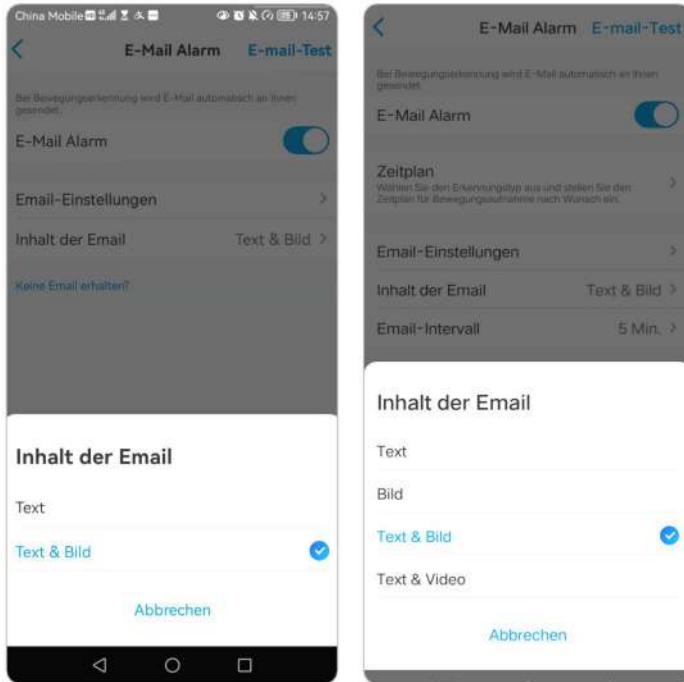 China Mobile 14:57
E-Mail Alarm E-mail-Test
Bei Bewegungserkennung wird E-Mail automatisch an Ihnen
gesendet.
E-Mail Alarm
Email-Einstellungen
Inhalt der Email Text & Bild
Keine Email erhalten?
Inhalt der Email
Text
Text & Bild
Abbrechen
E-Mail Alarm E-mail-Test
Bei Bewegungserkennung wird E-Mail automatisch an Ihnen
gesendet.
E-Mail Alarm
Zeitplan
Wählen Sie den Erkennungstyp aus und stellen Sie den
Zeitplan für Bewegungsaufnahme nach Wunsch ein.
Email-Einstellungen
Inhalt der Email Text & Bild
Email-Intervall 5 Min.
Inhalt der Email
Text
Bild
Text & Bild
Text & Video
Abbrechen